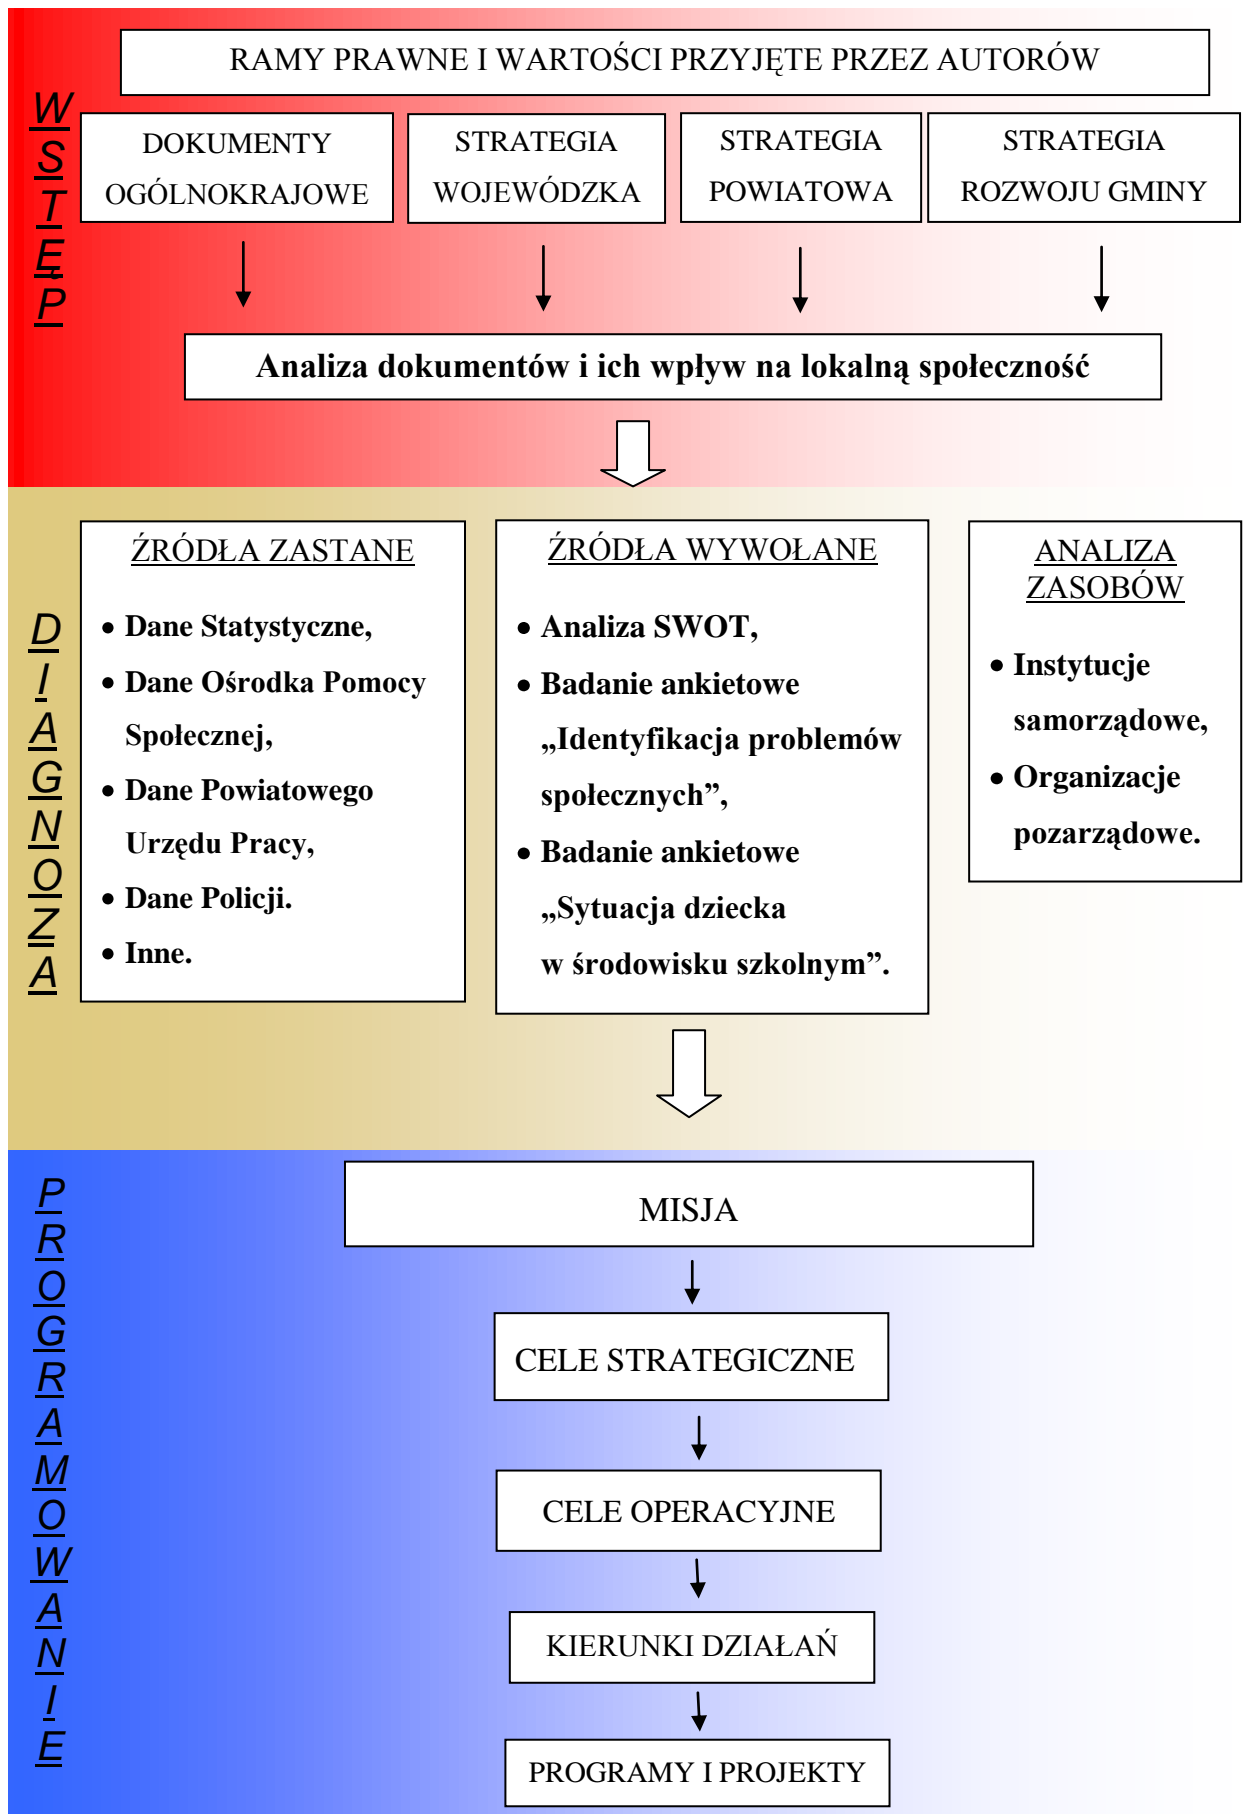 WSTĘP
RAMY PRAWNE I WARTOŚCI PRZYJĘTE PRZEZ AUTORÓW
DOKUMENTY
OGÓLNOKRAJOWE
STRATEGIA
WOJEWÓDZKA
STRATEGIA
POWIATOWA
STRATEGIA
ROZWOJU GMINY
Analiza dokumentów i ich wpływ na lokalną społeczność
DIAGNOZA
ŹRÓDŁA ZASTANE
• Dane Statystyczne,
• Dane Ośrodka Pomocy
Społecznej,
• Dane Powiatowego
Urzędu Pracy,
• Dane Policji.
• Inne.
ŹRÓDŁA WYWOŁANE
• Analiza SWOT,
• Badanie ankietowe
„Identyfikacja problemów
społecznych”,
• Badanie ankietowe
„Sytuacja dziecka
w środowisku szkolnym”.
ANALIZA
ZASOBÓW
• Instytucje
samorządowe,
• Organizacje
pozarządowe.
PROGRAMOWANIE
MISJA
CELE STRATEGICZNE
CELE OPERACYJNE
KIERUNKI DZIAŁAŃ
PROGRAMY I PROJEKTY